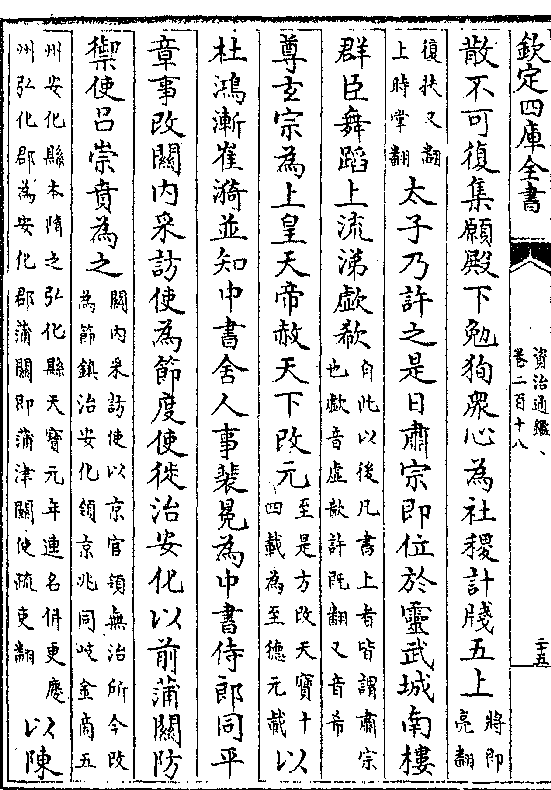 欽定四庫全書
資治通鑑
卷二百十八
二十五
散不可復集願殿下勉狥衆心為社稷計牋五上將即亮翻
復扶又翻上時掌翻太子乃許之是日肅宗即位於靈武城南樓
群臣舞蹈上流涕歔欷自此以後凡書上者皆謂肅宗也歔音虛欷許既翻又音希
尊玄宗為上皇天帝赦天下改元至是方改天寶十四載為至德元載以
杜鴻漸崔漪並知中書舍人事裴冕為中書侍郎同平
章事改關內采訪使為節度使徙治安化以前蒲關防
禦使呂崇賁為之關内采訪使以京官領無治所今改為節鎮治安化領京兆同岐金商五
州安化縣本隋之弘化縣天寶元年連名俏更慶州弘化郡為安化郡蒲關即蒲津關使疏吏翻以陳